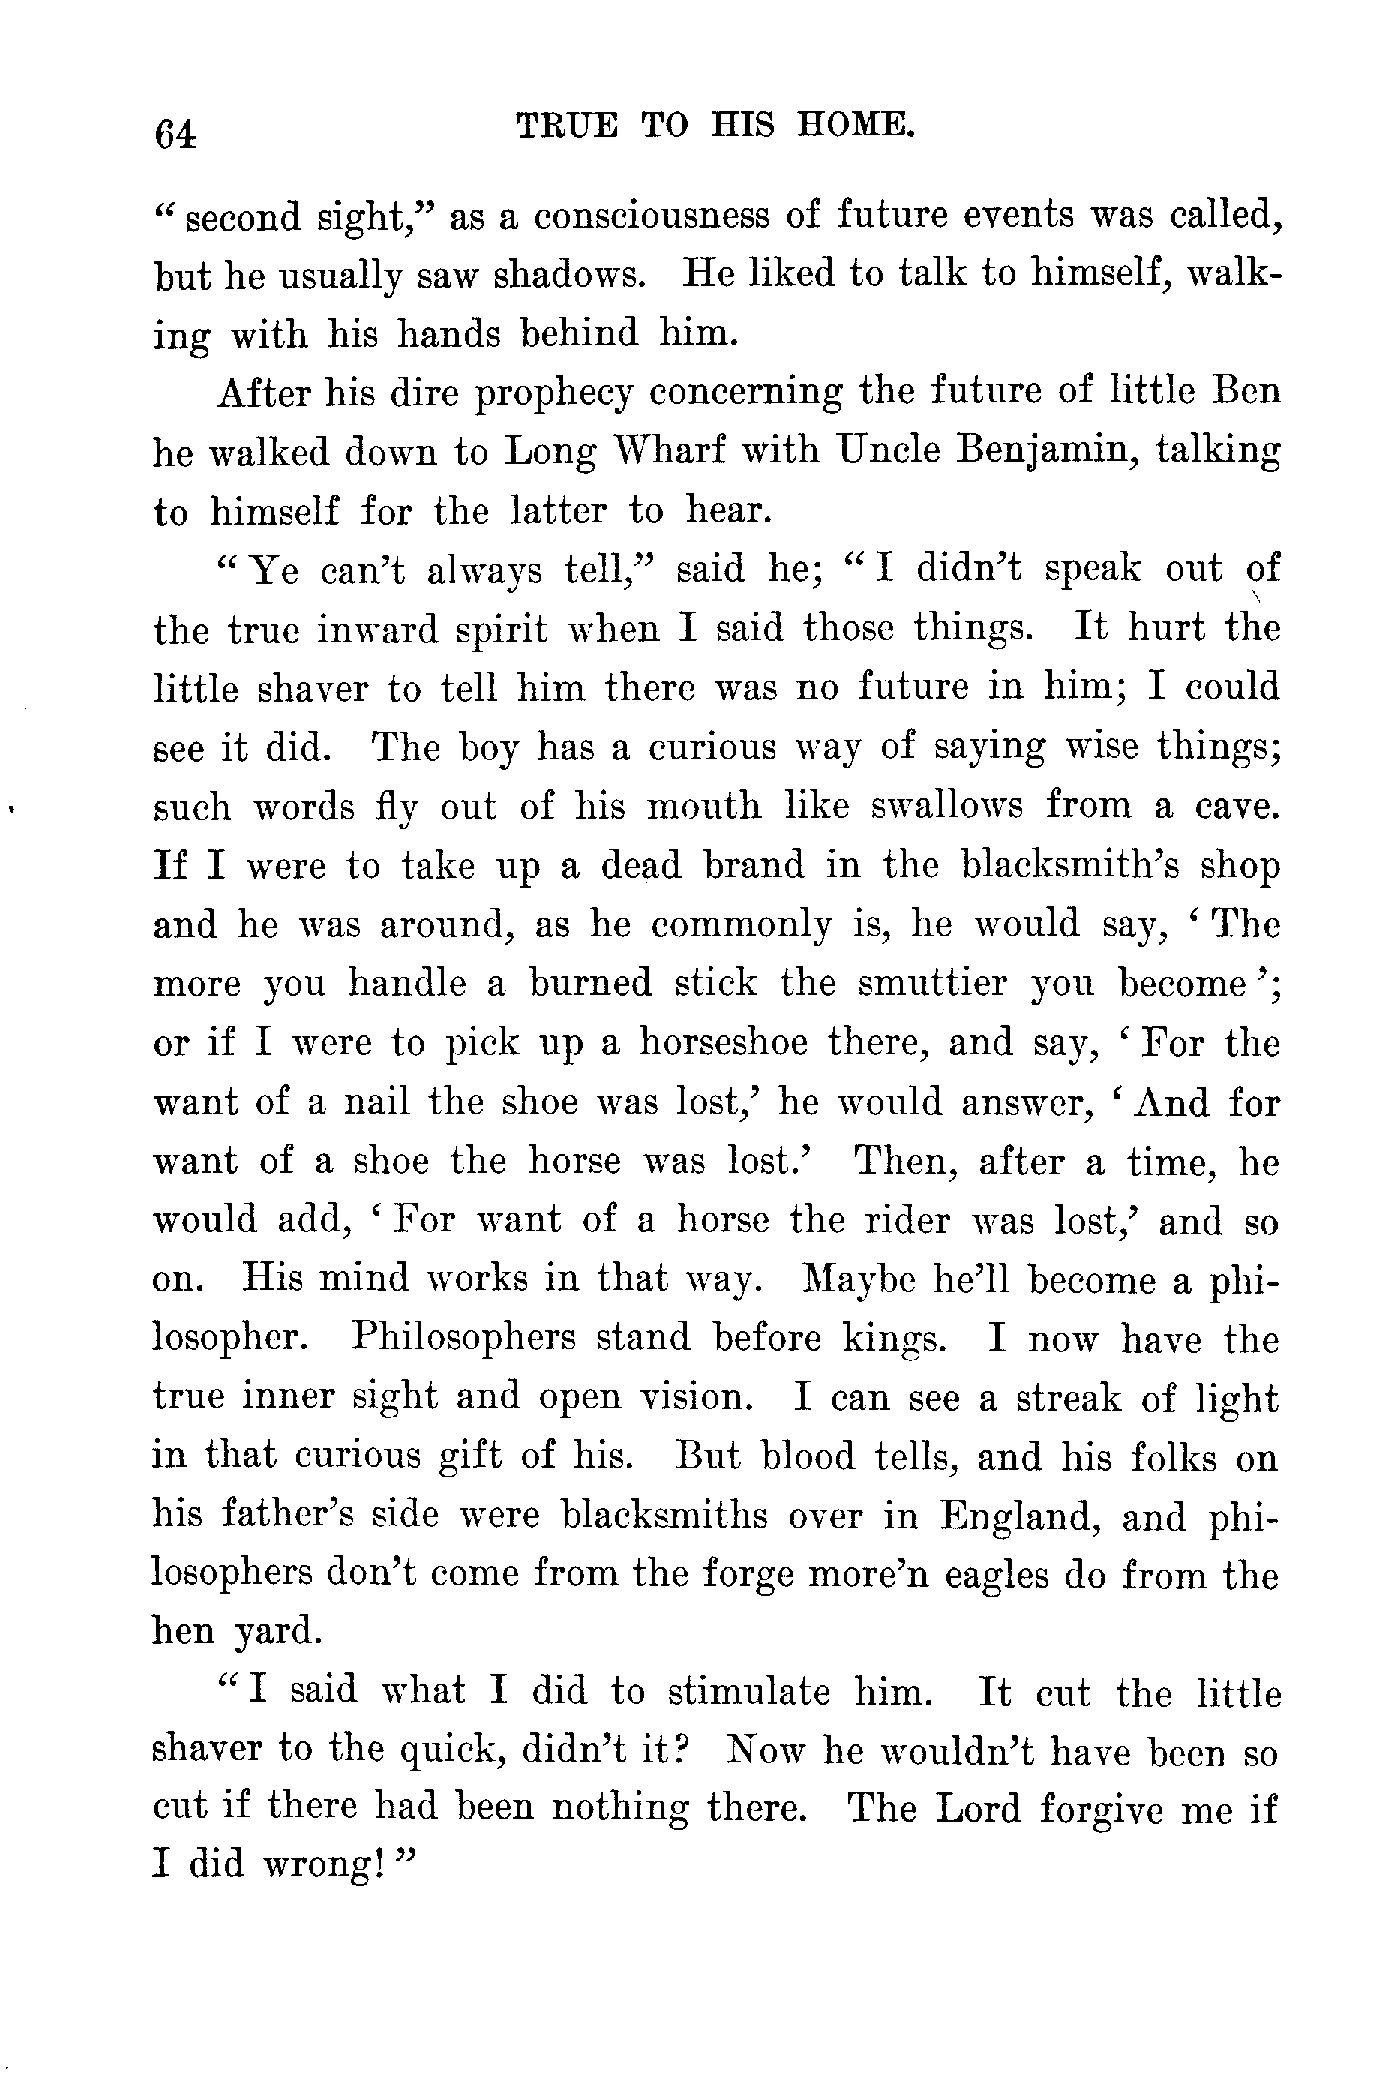 64 TRUE TO HIS HOME.
“ second sight,” as a consciousness of future events was called,
but he usually saw shadows. He liked to talk to himself, walk-
ing with his hands behind him.
After his dire prophecy concerning the future of little Ben
he walked down to Long Wharf with Uncle Benjamin, talking
to himself for the latter to hear.
“ Ye can’t always tell,” said he; “ I didn’t speak out of
the true inward spirit when I said those things. It hurt the
little shaver to tell him there was no future in him; I could
see it did. The boy has a curious way of saying wise things;
such words fly out of his mouth like swallows from a cave.
If I were to take up a dead brand in the blacksmith’s shop
and he was around, as he commonly is, he would say, ‘ The
more you handle a burned stick the smuttier you become ’;
or if I were to pick up a horseshoe there, and say, ‘ For the
want of a nail the shoe was lost,’ he would answer, ‘ And for
want of a shoe the horse was lost.’ Then, after a time, he
would add, ‘ For want of a horse the rider was lost,’ and so
on. His mind works in that way. Maybe he’ll become a phi-
losopher. Philosophers stand before kings. I now have the
true inner sight and open vision. I can see a streak of light
in that curious gift of his. But blood tells, and his folks on
his father’s side were blacksmiths over in England, and phi-
losophers don’t come from the forge more’n eagles do from the
hen yard.
“ I said what I did to stimulate him. It cut the little
shaver to the quick, didn’t it? Now he wouldn’t have been so
cut if there had been nothing there. The Lord forgive me if
I did wrong! ”